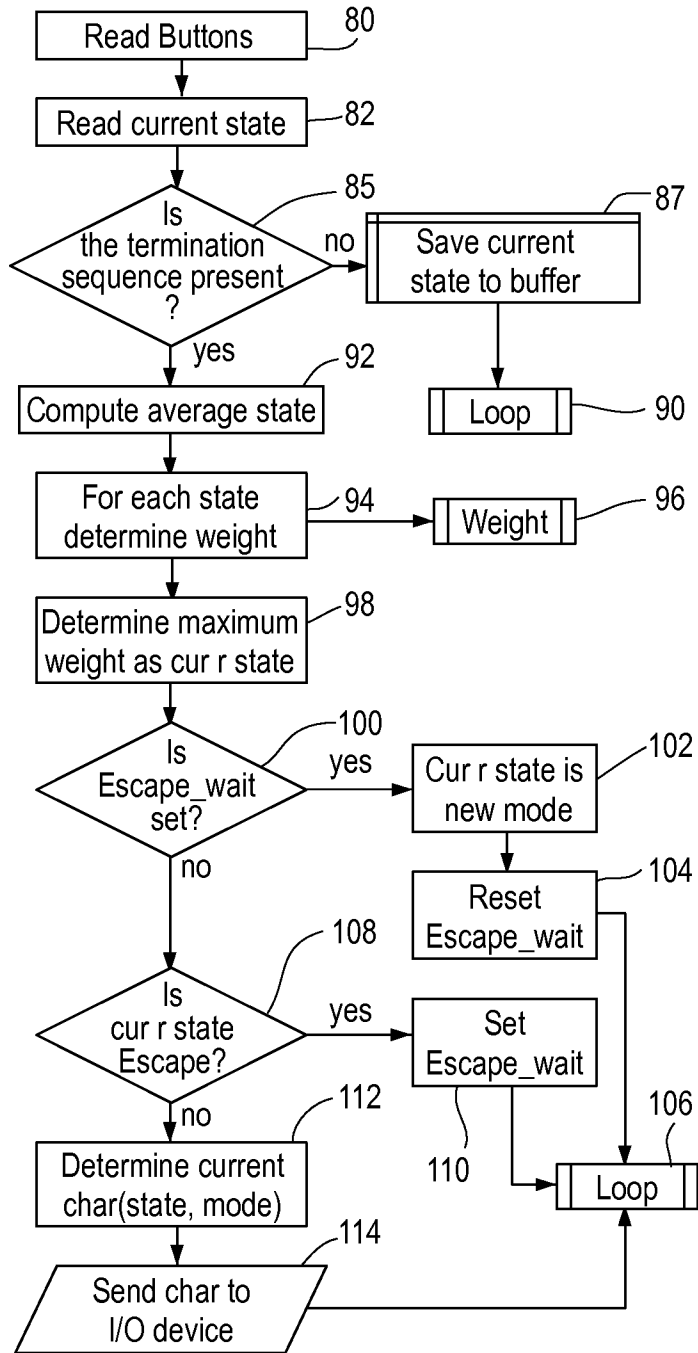 Read Buttons
80
Read current state
82
Is
the termination
sequence present
?
85
no
yes
87
Save current
state to buffer
Loop
90
92
Compute average state
For each state
determine weight
94
Weight
96
Determine maximum
weight as cur r state
98
Is
Escape_wait
set?
100
yes
no
Cur r state is
new mode
102
Reset
Escape_wait
104
Is
cur r state
Escape?
108
yes
no
Set
Escape_wait
110
Loop
106
Determine current
char(state, mode)
112
Send char to
I/O device
114